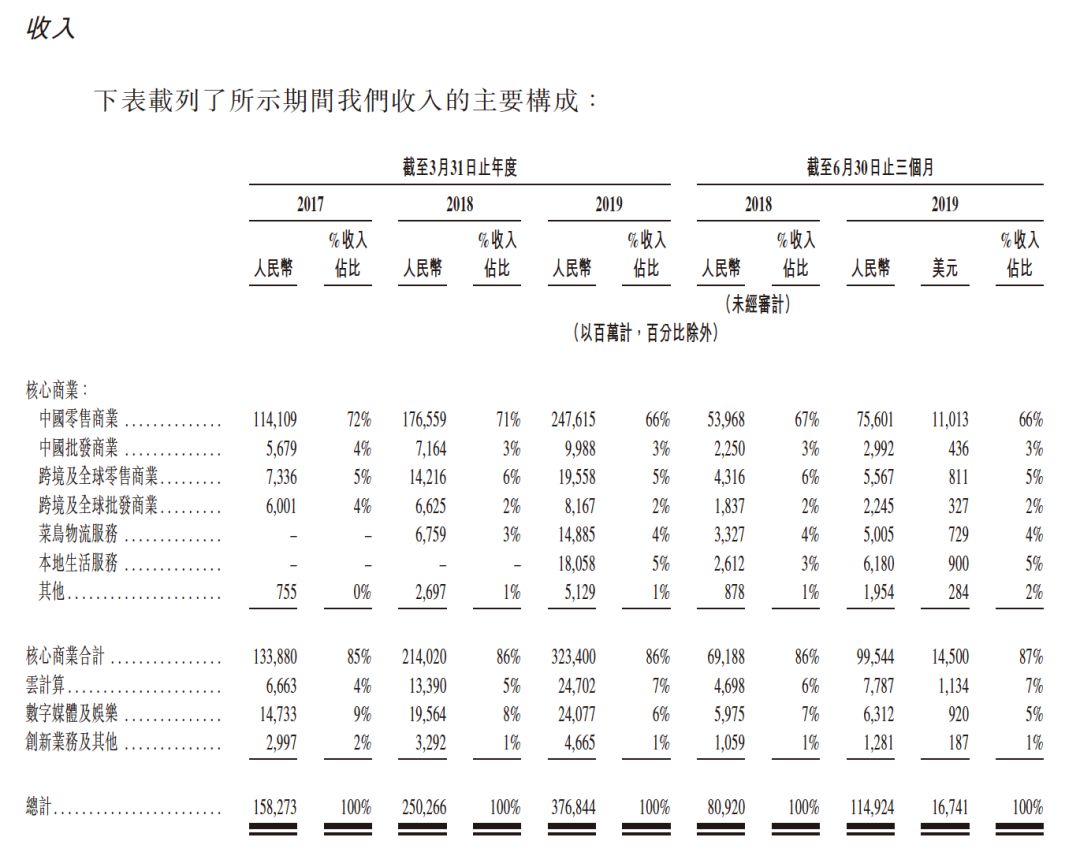 收入
下表載列了所示期間我們收入的主要構成：
截至3月31日止年度 截至6月30日止三個月
2017 2018 2019 2018 2019
%收入 %收入 %收入 %收入 %收入
人民幣 佔比 人民幣 佔比 人民幣 佔比 人民幣 佔比 人民幣 美元 佔比
(未經審計)
(以百萬計，百分比除外)
核心商業：
中國零售商業 .............. 114,109 72% 176,559 71% 247,615 66% 53,968 67% 75,601 11,013 66%
中國批發商業 .............. 5,679 4% 7,164 3% 9,988 3% 2,250 3% 2,992 436 3%
跨境及全球零售商業......... 7,336 5% 14,216 6% 19,558 5% 4,316 6% 5,567 811 5%
跨境及全球批發商業......... 6,001 4% 6,625 2% 8,167 2% 1,837 2% 2,245 327 2%
菜鳥物流服務 .............. – – 6,759 3% 14,885 4% 3,327 4% 5,005 729 4%
本地生活服務 .............. – – – – 18,058 5% 2,612 3% 6,180 900 5%
其他...................... 755 0% 2,697 1% 5,129 1% 878 1% 1,954 284 2%
核心商業合計 ................ 133,880 85% 214,020 86% 323,400 86% 69,188 86% 99,544 14,500 87%
雲計算...................... 6,663 4% 13,390 5% 24,702 7% 4,698 6% 7,787 1,134 7%
數字媒體及娛樂 .............. 14,733 9% 19,564 8% 24,077 6% 5,975 7% 6,312 920 5%
創新業務及其他 .............. 2,997 2% 3,292 1% 4,665 1% 1,059 1% 1,281 187 1%
總計........................ 158,273 100% 250,266 100% 376,844 100% 80,920 100% 114,924 16,741 100%